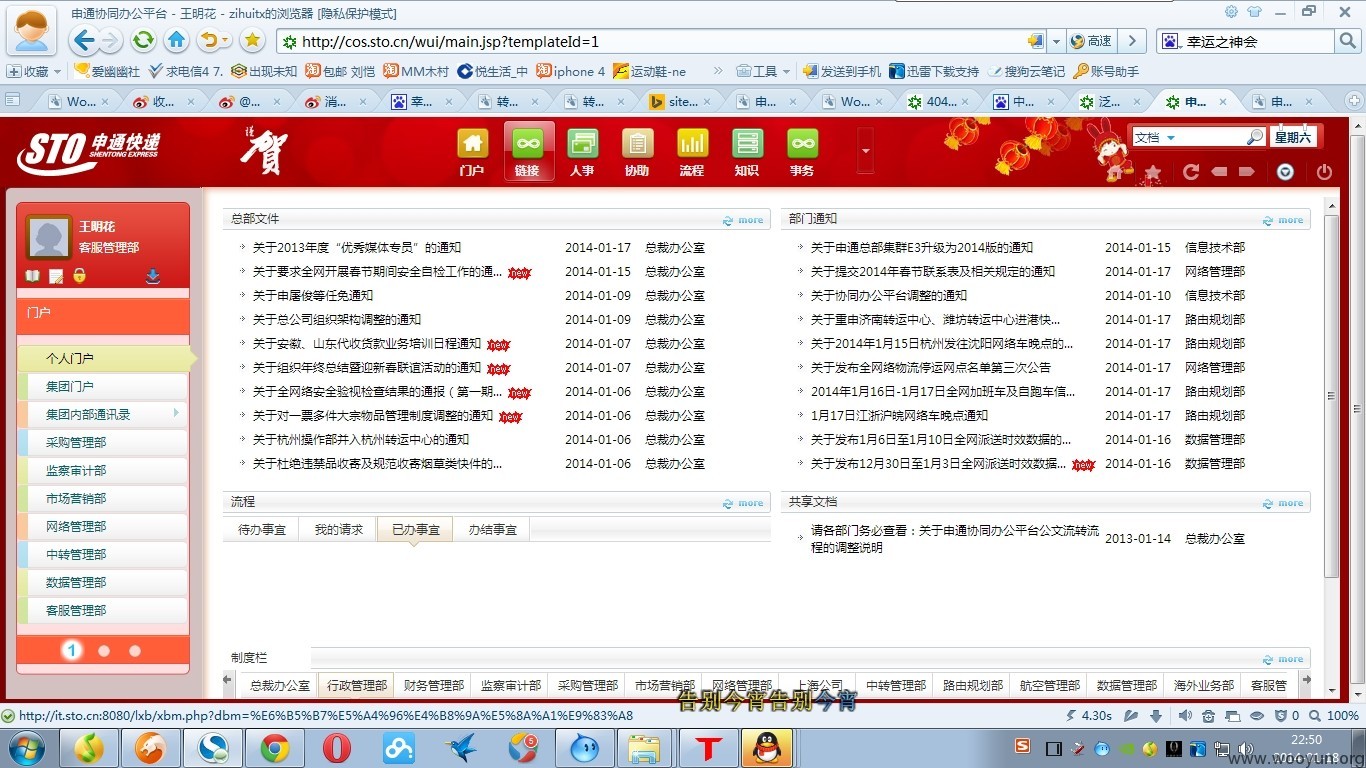 申通协同办公平台 - 王明花 - zihuitx的浏览器 [隐私保护模式]
http://cos.sto.cn/wui/main.jsp?templateId=1
高速
幸运之神会
收藏
爱幽幽社
求电信4 7.
出现未知
包邮 刘恺
MM木村
悦生活_中
iphone 4
运动鞋-ne
工具
发送到手机
迅雷下载支持
搜狗云笔记
账号助手
Wo...
收...
@...
消...
幸...
转...
转...
site...
申...
Wo...
404...
中...
泛...
申...
申...
STO 申通快递
SHENTONG EXPRESS
谨贺
门户
链接
人事
协助
流程
知识
事务
文档
星期六
王明花
客服管理部
门户
个人门户
集团门户
集团内部通讯录
采购管理部
监察审计部
市场营销部
网络管理部
中转管理部
数据管理部
客服管理部
1
总部文件
more
关于2013年度“优秀媒体专员”的通知 2014-01-17 总裁办公室
关于要求全网开展春节期间安全自检工作的通... new 2014-01-15 总裁办公室
关于申屠俊等任免通知 2014-01-09 总裁办公室
关于总公司组织架构调整的通知 2014-01-09 总裁办公室
关于安徽、山东代收货款业务培训日程通知 new 2014-01-07 总裁办公室
关于组织年终总结暨迎新春联谊活动的通知 new 2014-01-07 总裁办公室
关于全网络安全验视检查结果的通报（第一期... new 2014-01-06 总裁办公室
关于对一票多件大宗物品管理制度调整的通知 new 2014-01-06 总裁办公室
关于杭州操作部并入杭州转运中心的通知 2014-01-06 总裁办公室
关于杜绝违禁品收寄及规范收寄烟草类快件的... 2014-01-06 总裁办公室
部门通知
more
关于申通总部集群E3升级为2014版的通知 2014-01-15 信息技术部
关于提交2014年春节联系表及相关规定的通知 2014-01-17 网络管理部
关于协同办公平台调整的通知 2014-01-10 信息技术部
关于重申济南转运中心、潍坊转运中心进港快... 2014-01-17 路由规划部
关于2014年1月15日杭州发往沈阳网络车晚点的... 2014-01-17 路由规划部
关于发布全网络物流停运网点名单第三次公告 2014-01-17 网络管理部
2014年1月16日-1月17日全网加班车及自跑车信... 2014-01-17 路由规划部
1月17日江浙沪皖网络车晚点通知 2014-01-17 路由规划部
关于发布1月6日至1月10日全网派送时效数据的... 2014-01-16 数据管理部
关于发布12月30日至1月3日全网派送时效数据... new 2014-01-16 数据管理部
流程
more
待办事宜
我的请求
已办事宜
办结事宜
共享文档
more
请各部门务必查看：关于申通协同办公平台公文流转流
程的调整说明 2013-01-14 总裁办公室
制度栏
more
总裁办公室
行政管理部
财务管理部
监察审计部
采购管理部
市场营销部
网络管理部
上海公司
中转管理部
路由规划部
航空管理部
数据管理部
海外业务部
客服管
告别今宵告别今宵
http://it.sto.cn:8080/lxb/xbm.php?dbm=%E6%B5%B7%E5%A4%96%E4%B8%9A%E5%8A%A1%E9%83%A8
4.30s
0
100%
5
22:50
2014-01-18
www.wooyun.org